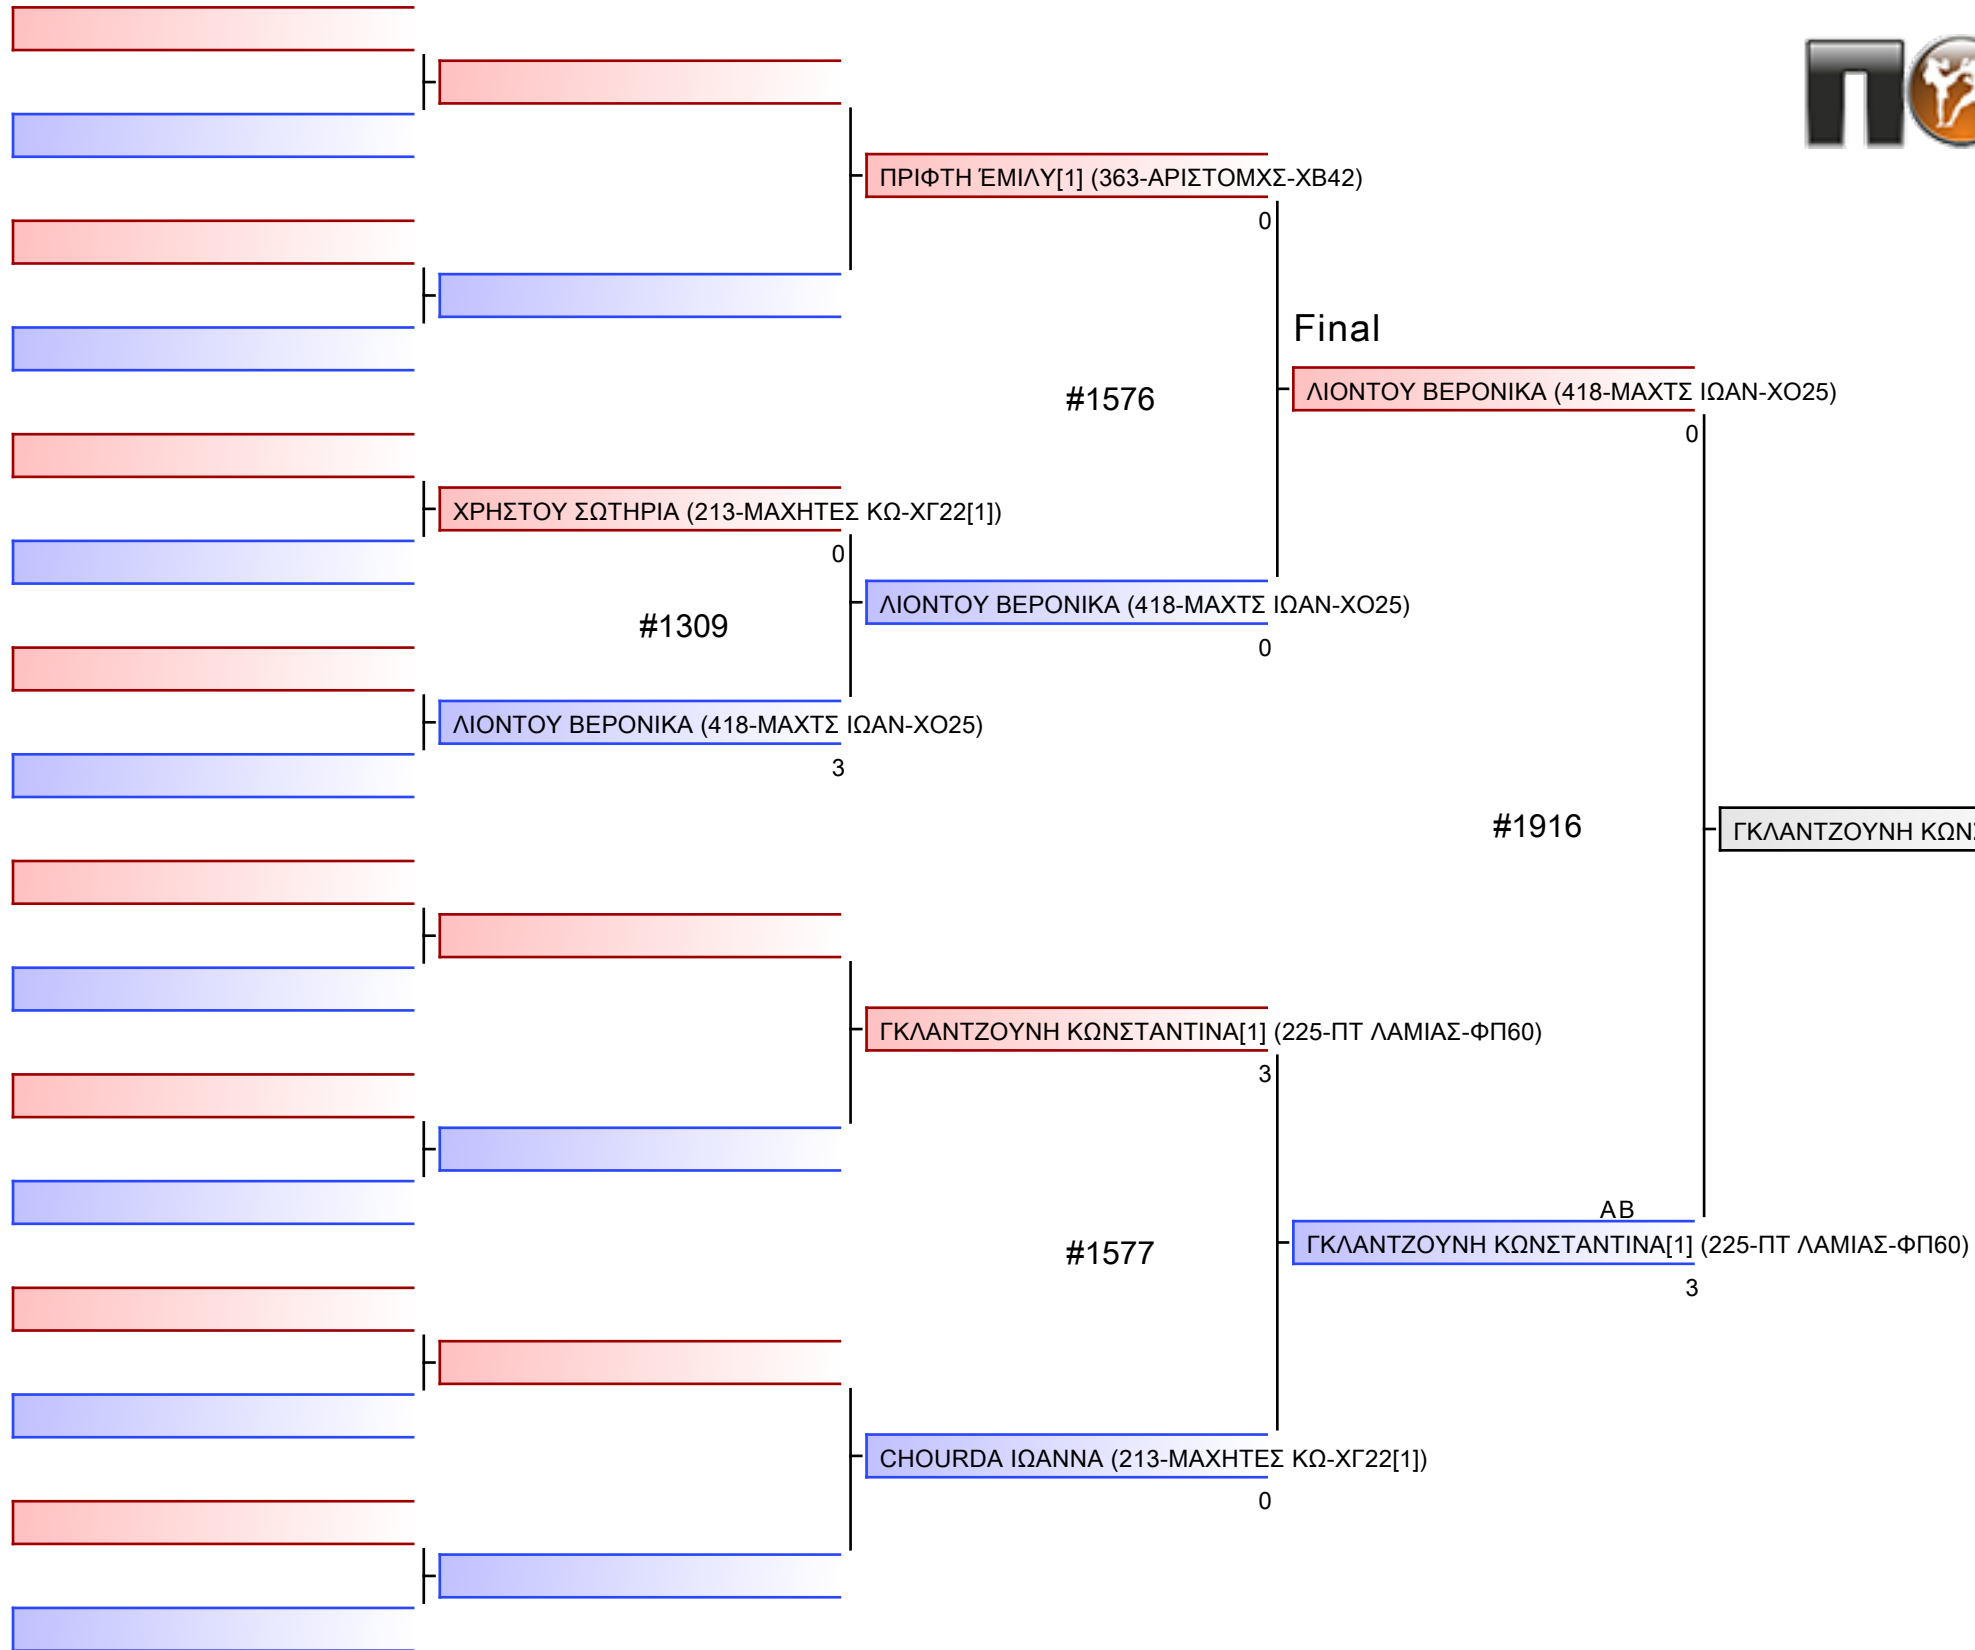 ΠΡΙΦΤΗ ΈΜΙΛΥ[1] (363-ΑΡΙΣΤΟΜΧΣ-ΧΒ42)
0
Final
#1576
ΛΙΟΝΤΟΥ ΒΕΡΟΝΙΚΑ (418-ΜΑΧΤΣ ΙΩΑΝ-ΧΟ25)
0
ΧΡΗΣΤΟΥ ΣΩΤΗΡΙΑ (213-ΜΑΧΗΤΕΣ ΚΩ-ΧΓ22[1])
0
ΛΙΟΝΤΟΥ ΒΕΡΟΝΙΚΑ (418-ΜΑΧΤΣ ΙΩΑΝ-ΧΟ25)
0
#1309
ΛΙΟΝΤΟΥ ΒΕΡΟΝΙΚΑ (418-ΜΑΧΤΣ ΙΩΑΝ-ΧΟ25)
3
#1916
ΓΚΛΑΝΤΖΟΥΝΗ
ΓΚΛΑΝΤΖΟΥΝΗ ΚΩΝΣΤΑΝΤΙΝΑ[1] (225-ΠΤ ΛΑΜΙΑΣ-ΦΠ60)
3
#1577
AB
ΓΚΛΑΝΤΖΟΥΝΗ ΚΩΝΣΤΑΝΤΙΝΑ[1] (225-ΠΤ ΛΑΜΙΑΣ-ΦΠ60)
3
CHOURDA ΙΩΑΝΝΑ (213-ΜΑΧΗΤΕΣ ΚΩ-ΧΓ22[1])
0